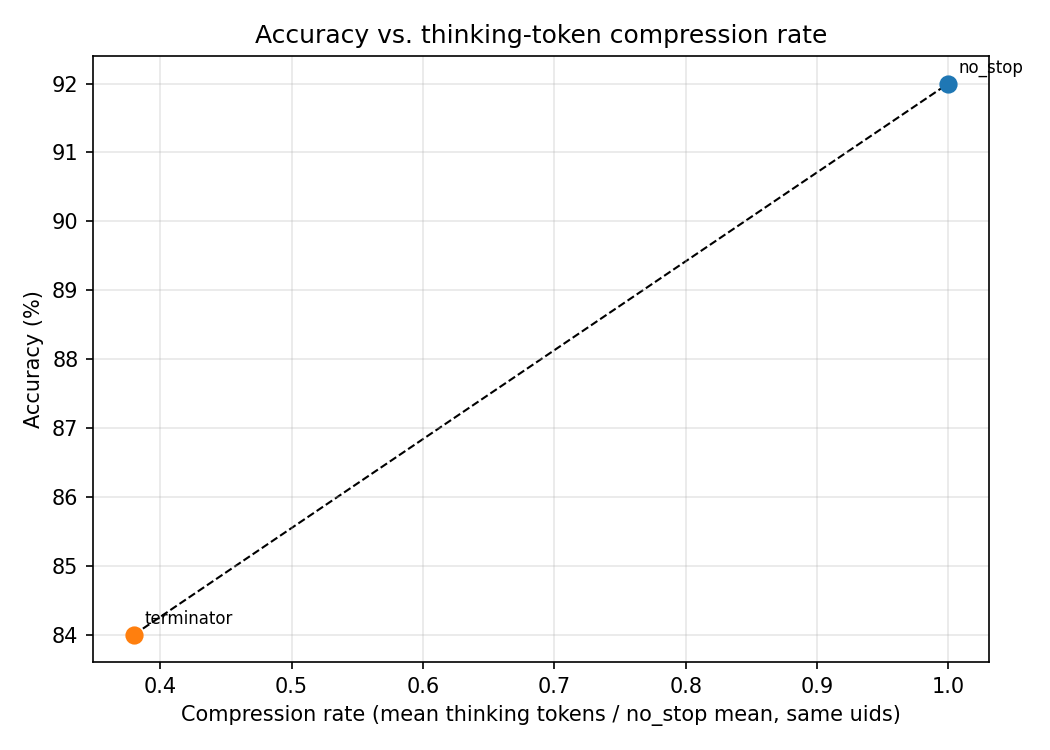 Accuracy vs. thinking-token compression rate
no_stop
92
91
90
89
88
87
86
85
84
Accuracy (%)
terminator
0.4 0.5 0.6 0.7 0.8 0.9 1.0
Compression rate (mean thinking tokens / no_stop mean, same uids)